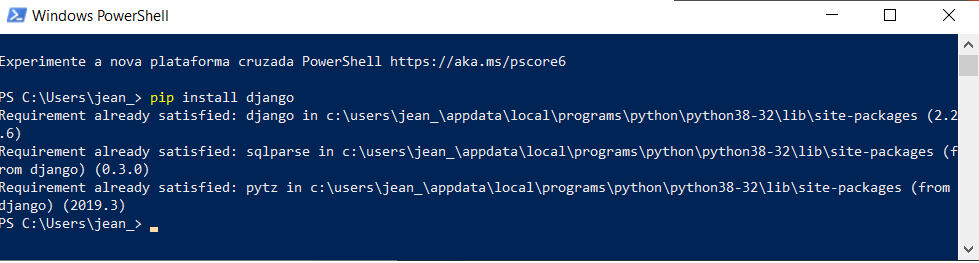 Windows PowerShell
Experimente a nova plataforma cruzada PowerShell https://aka.ms/pscore6
PS C:\Users\jean_> pip install django
Requirement already satisfied: django in c:\users\jean_\appdata\local\programs\python\python38-32\lib\site-packages (2.2
.6)
Requirement already satisfied: sqlparse in c:\users\jean_\appdata\local\programs\python\python38-32\lib\site-packages (f
rom django) (0.3.0)
Requirement already satisfied: pytz in c:\users\jean_\appdata\local\programs\python\python38-32\lib\site-packages (from
django) (2019.3)
PS C:\Users\jean_>